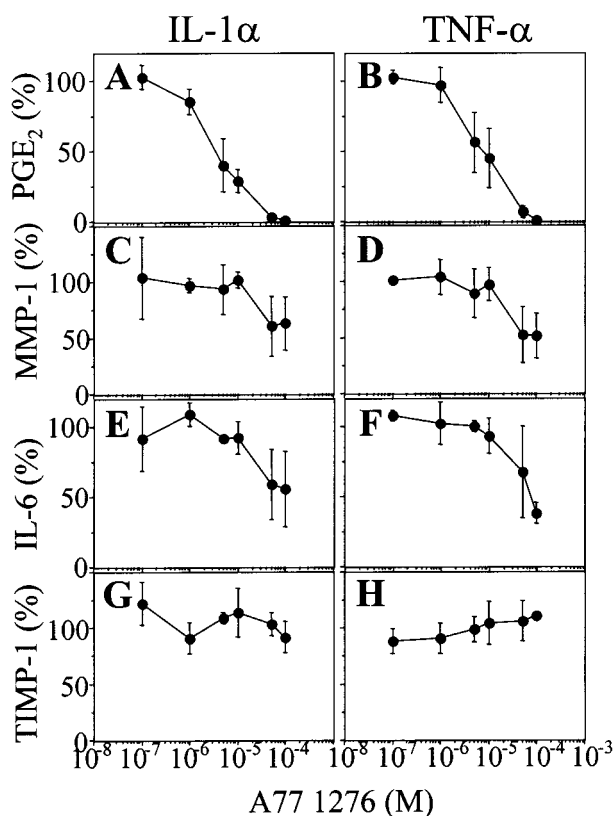 IL-1α TNF-α
PGE₂ (%) 100 50 0 A B
MMP-1 (%) 100 50 0 C D
IL-6 (%) 100 50 0 E F
TIMP-1 (%) 100 50 0 G H
10⁻⁸ 10⁻⁷ 10⁻⁶ 10⁻⁵ 10⁻⁴ 10⁻⁸ 10⁻⁷ 10⁻⁶ 10⁻⁵ 10⁻⁴ 10⁻³
A77 1276 (M)